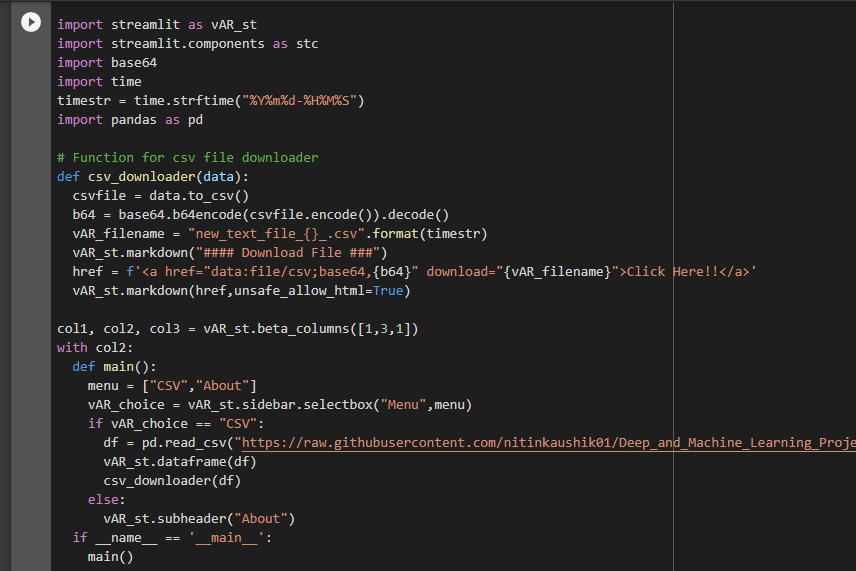 import streamlit as vAR_st
import streamlit.components as stc
import base64
import time
timestr = time.strftime("%Y%m%d-%H%M%S")
import pandas as pd
# Function for csv file downloader
def csv_downloader(data):
csvfile = data.to_csv()
b64 = base64.b64encode(csvfile.encode()).decode()
vAR_filename = "new_text_file_{}_.csv".format(timestr)
vAR_st.markdown("#### Download File ###")
href = f'<a href="data:file/csv;base64,{b64}" download="{vAR_filename}">Click Here!!</a>'
vAR_st.markdown(href,unsafe_allow_html=True)
col1, col2, col3 = vAR_st.beta_columns([1,3,1])
with col2:
def main():
menu = ["CSV","About"]
vAR_choice = vAR_st.sidebar.selectbox("Menu",menu)
if vAR_choice == "CSV":
df = pd.read_csv("https://raw.githubusercontent.com/nitinkaushik01/Deep_and_Machine_Learning_Proje
vAR_st.dataframe(df)
csv_downloader(df)
else:
vAR_st.subheader("About")
if __name__ == '__main__':
main()